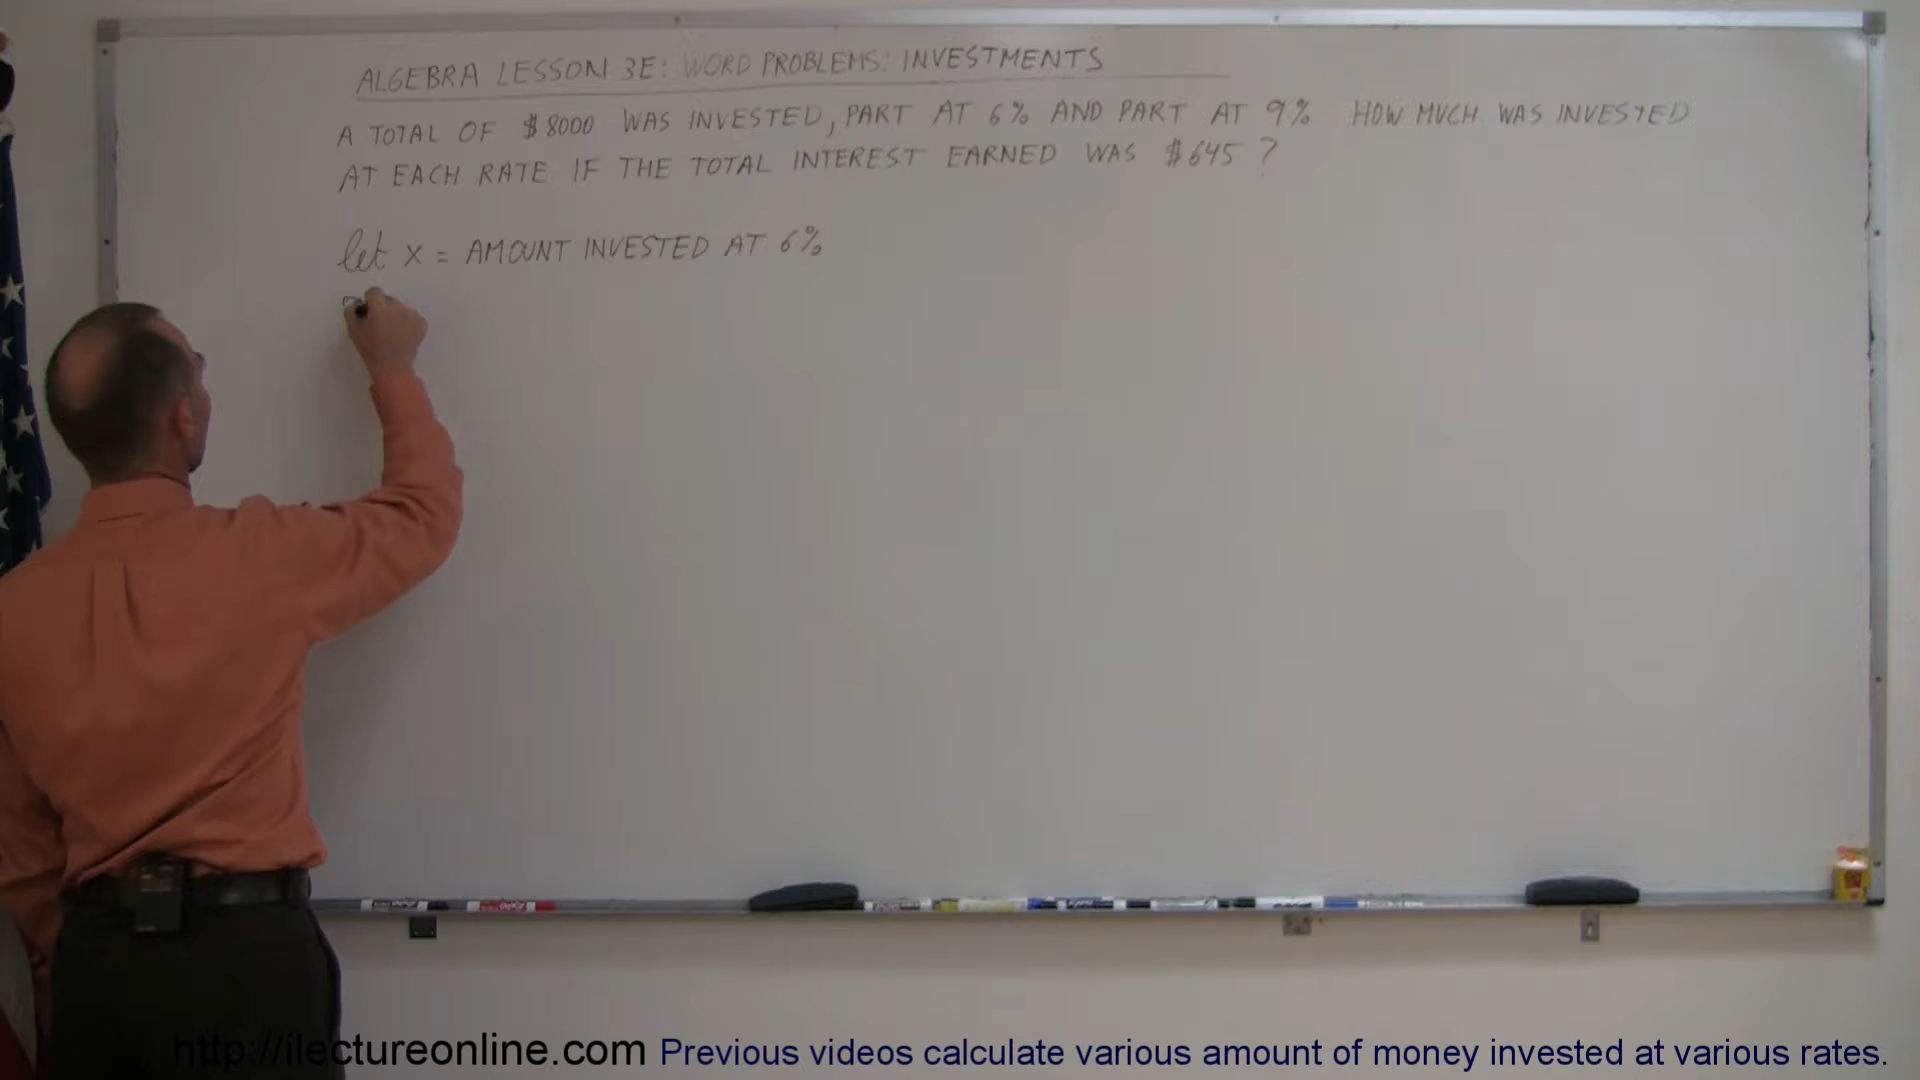 ALGEBRA LESSON 3E: WORD PROBLEMS: INVESTMENTS
A TOTAL OF $8000 WAS INVESTED, PART AT 6% AND PART AT 9% HOW MUCH WAS INVESTED
AT EACH RATE IF THE TOTAL INTEREST EARNED WAS $645?
let x = AMOUNT INVESTED AT 6%
http://ilectureonline.com Previous videos calculate various amount of money invested at various rates.